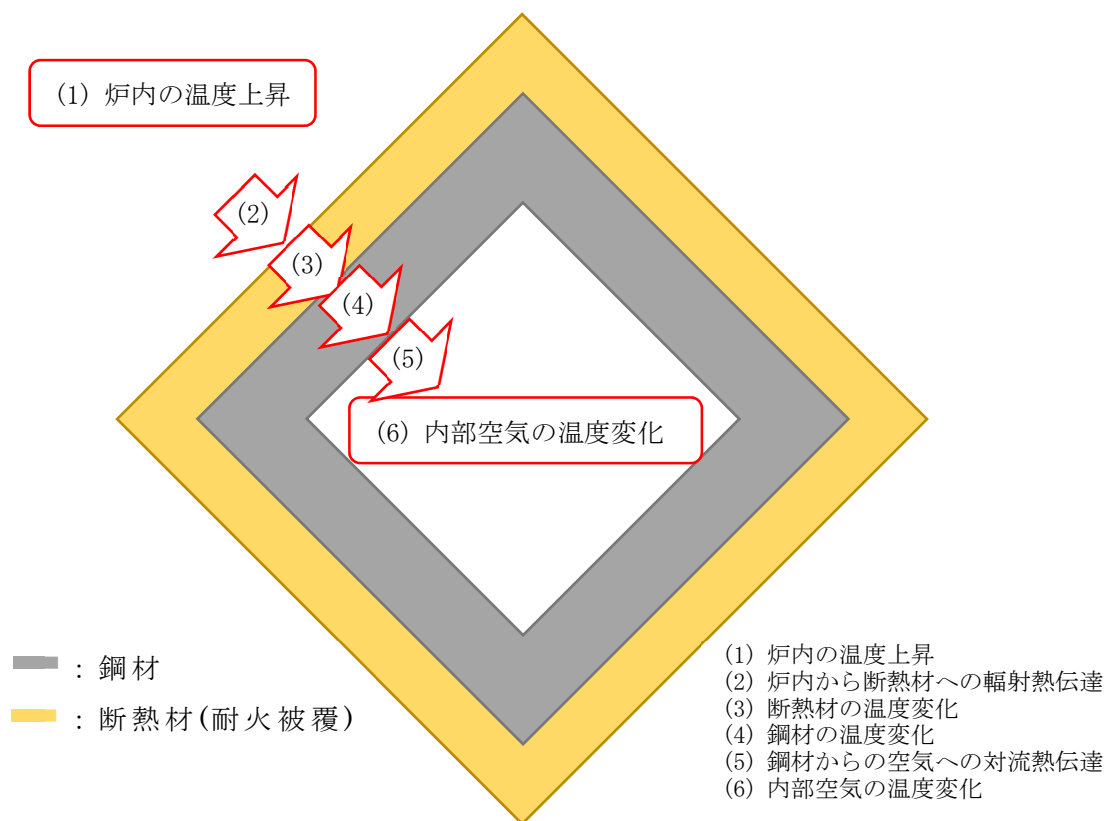 (1) 炉内の温度上昇
(2)
(3)
(4)
(5)
(6) 内部空気の温度変化
: 鋼材
: 断熱材(耐火被覆)
(1) 炉内の温度上昇
(2) 炉内から断熱材への輻射熱伝達
(3) 断熱材の温度変化
(4) 鋼材の温度変化
(5) 鋼材からの空気への対流熱伝達
(6) 内部空気の温度変化